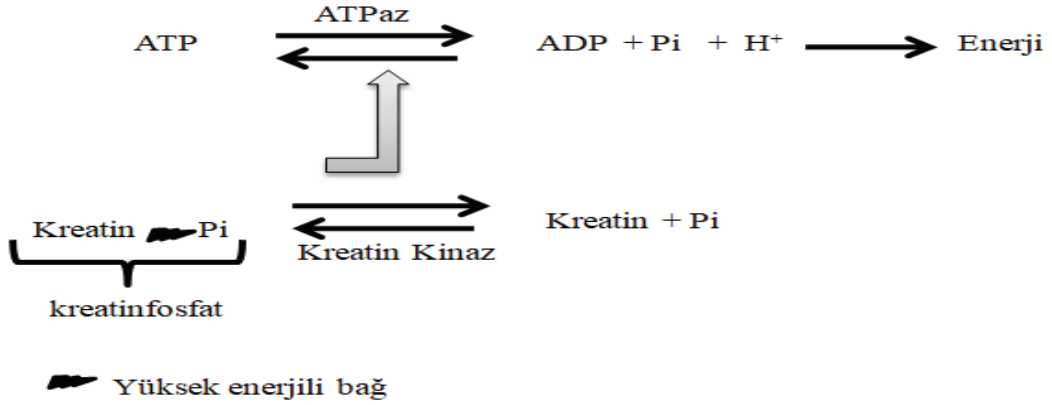 ATPaz
ATP ADP + Pi + H⁺ Enerji
Kreatin Pi Kreatin + Pi
Kreatin Kinaz
kreatinfosfat
Yüksek enerjili bağ